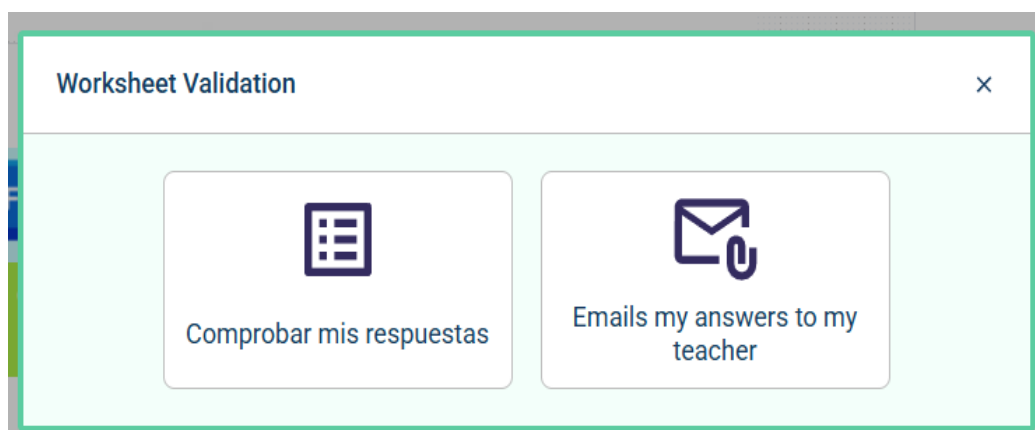 Worksheet Validation
×
Comprobar mis respuestas
Emails my answers to my
teacher